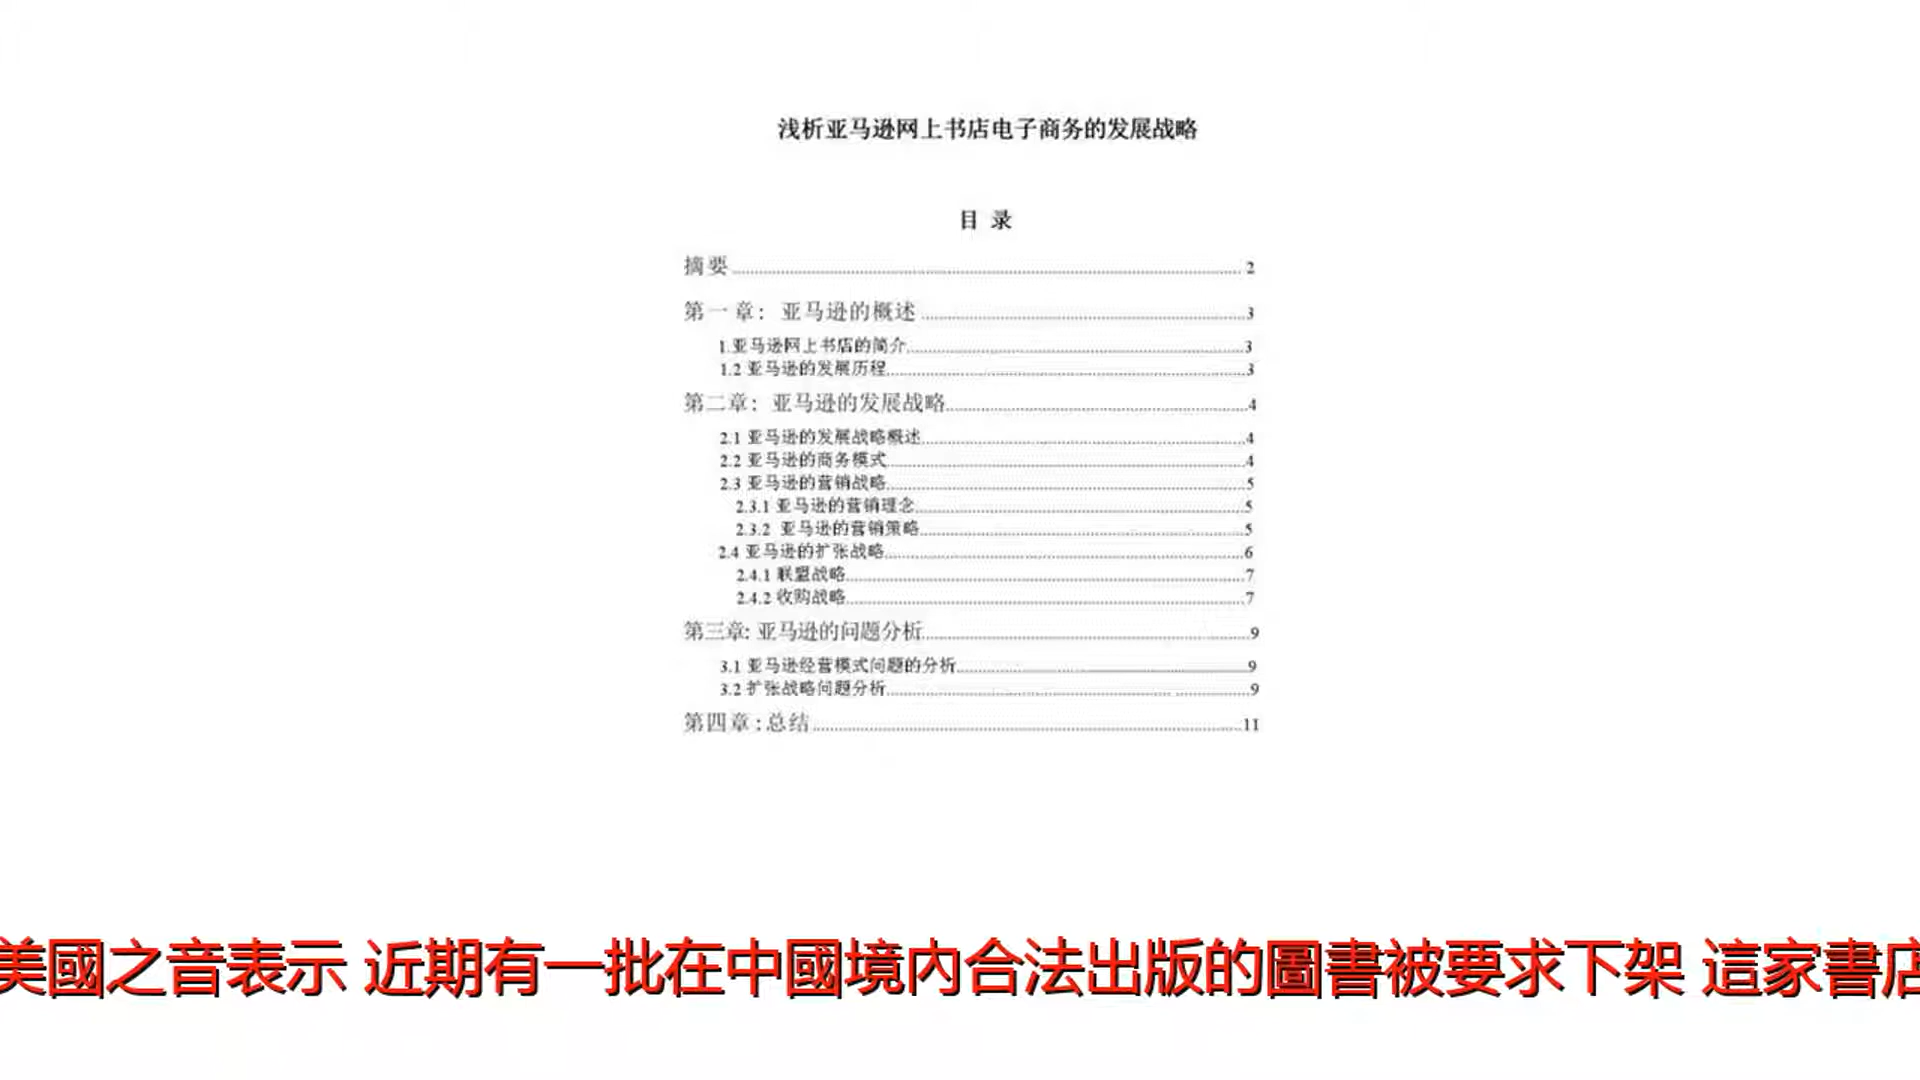 浅析亚马逊网上书店电子商务的发展战略
目 录
摘要 2
第一章： 亚马逊的概述 3
1.亚马逊网上书店的简介 3
1.2 亚马逊的发展历程 3
第二章： 亚马逊的发展战略 4
2.1 亚马逊的发展战略概述 4
2.2 亚马逊的商务模式 4
2.3 亚马逊的营销战略 5
2.3.1 亚马逊的营销理念 5
2.3.2 亚马逊的营销策略 5
2.4 亚马逊的扩张战略 6
2.4.1 联盟战略 7
2.4.2 收购战略 7
第三章: 亚马逊的问题分析 9
3.1 亚马逊经营模式问题的分析 9
3.2 扩张战略问题分析 9
第四章 : 总结 11
美國之音表示 近期有一批在中國境內合法出版的圖書被要求下架 這家書店